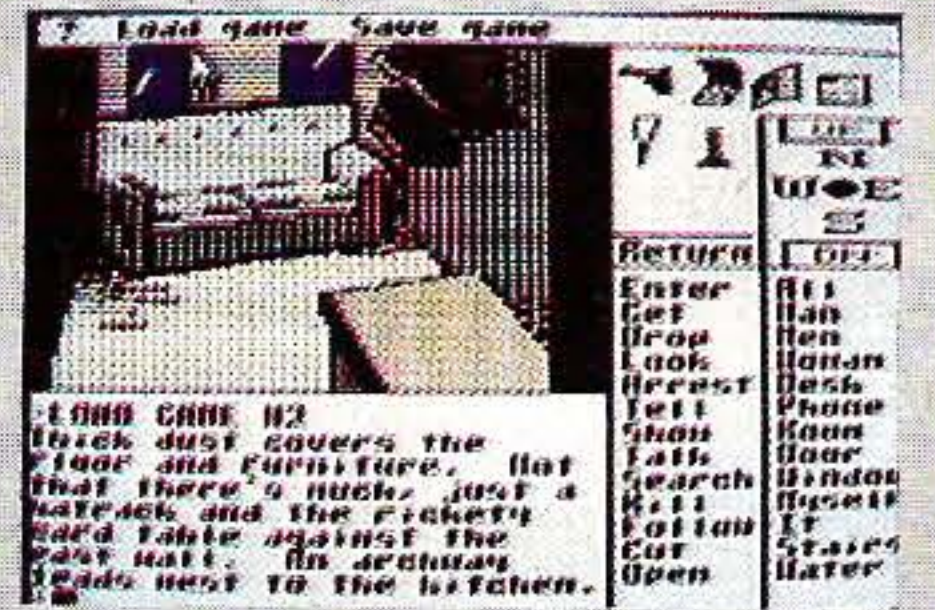 ? Load game Save game
N
W E
S
OFF
Return
Enter
Get
Drop
Look
Arrest
Tell
Show
Talk
Search
Kill
Follow
Cut
Open
All
Man
Men
Woman
Desk
Phone
Room
Door
Window
Myself
It
Stairs
Water
LOAD GAME
Thick dust covers the
floor and furniture. Not
that there's much, just a
hatrack and the rickety
card table against the
east wall. An archway
leads west to the kitchen.